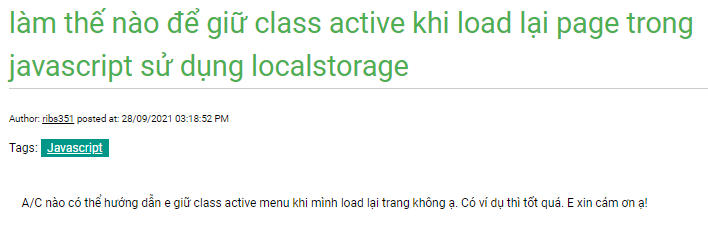 làm thế nào để giữ class active khi load lại page trong
javascript sử dụng localstorage
Author: ribs351 posted at: 28/09/2021 03:18:52 PM
Tags: Javascript
A/C nào có thể hướng dẫn e giữ class active menu khi mình load lại trang không ạ. Có ví dụ thì tốt quá. E xin cám ơn ạ!